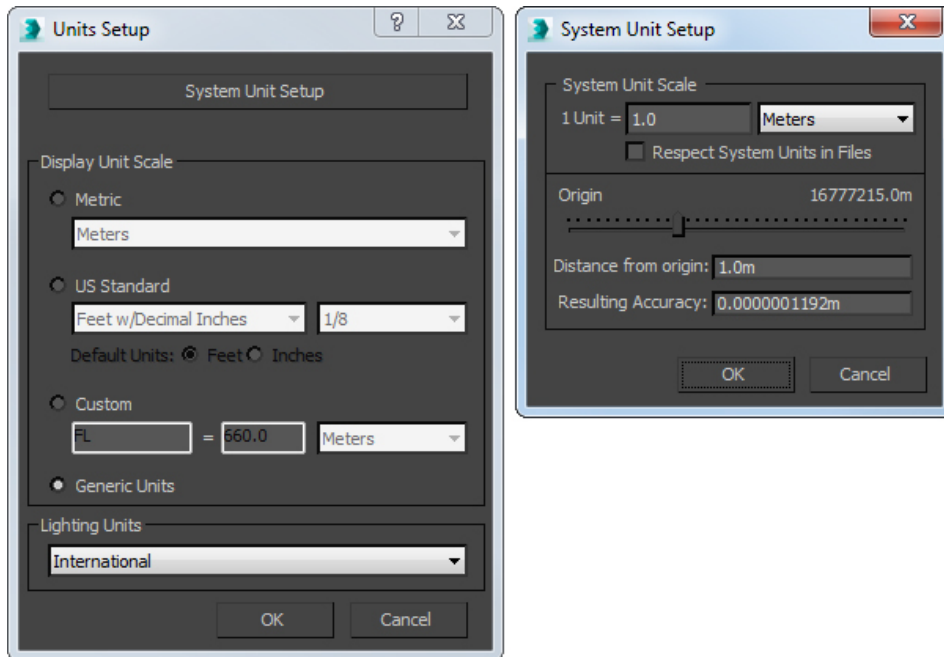 Units Setup
System Unit Setup
Display Unit Scale
Metric
Meters
US Standard
Feet w/Decimal Inches 1/8
Default Units: Feet Inches
Custom
FL = 660.0 Meters
Generic Units
Lighting Units
International
OK Cancel
System Unit Setup
System Unit Scale
1 Unit = 1.0 Meters
Respect System Units in Files
Origin 16777215.0m
Distance from origin: 1.0m
Resulting Accuracy: 0.0000001192m
OK Cancel